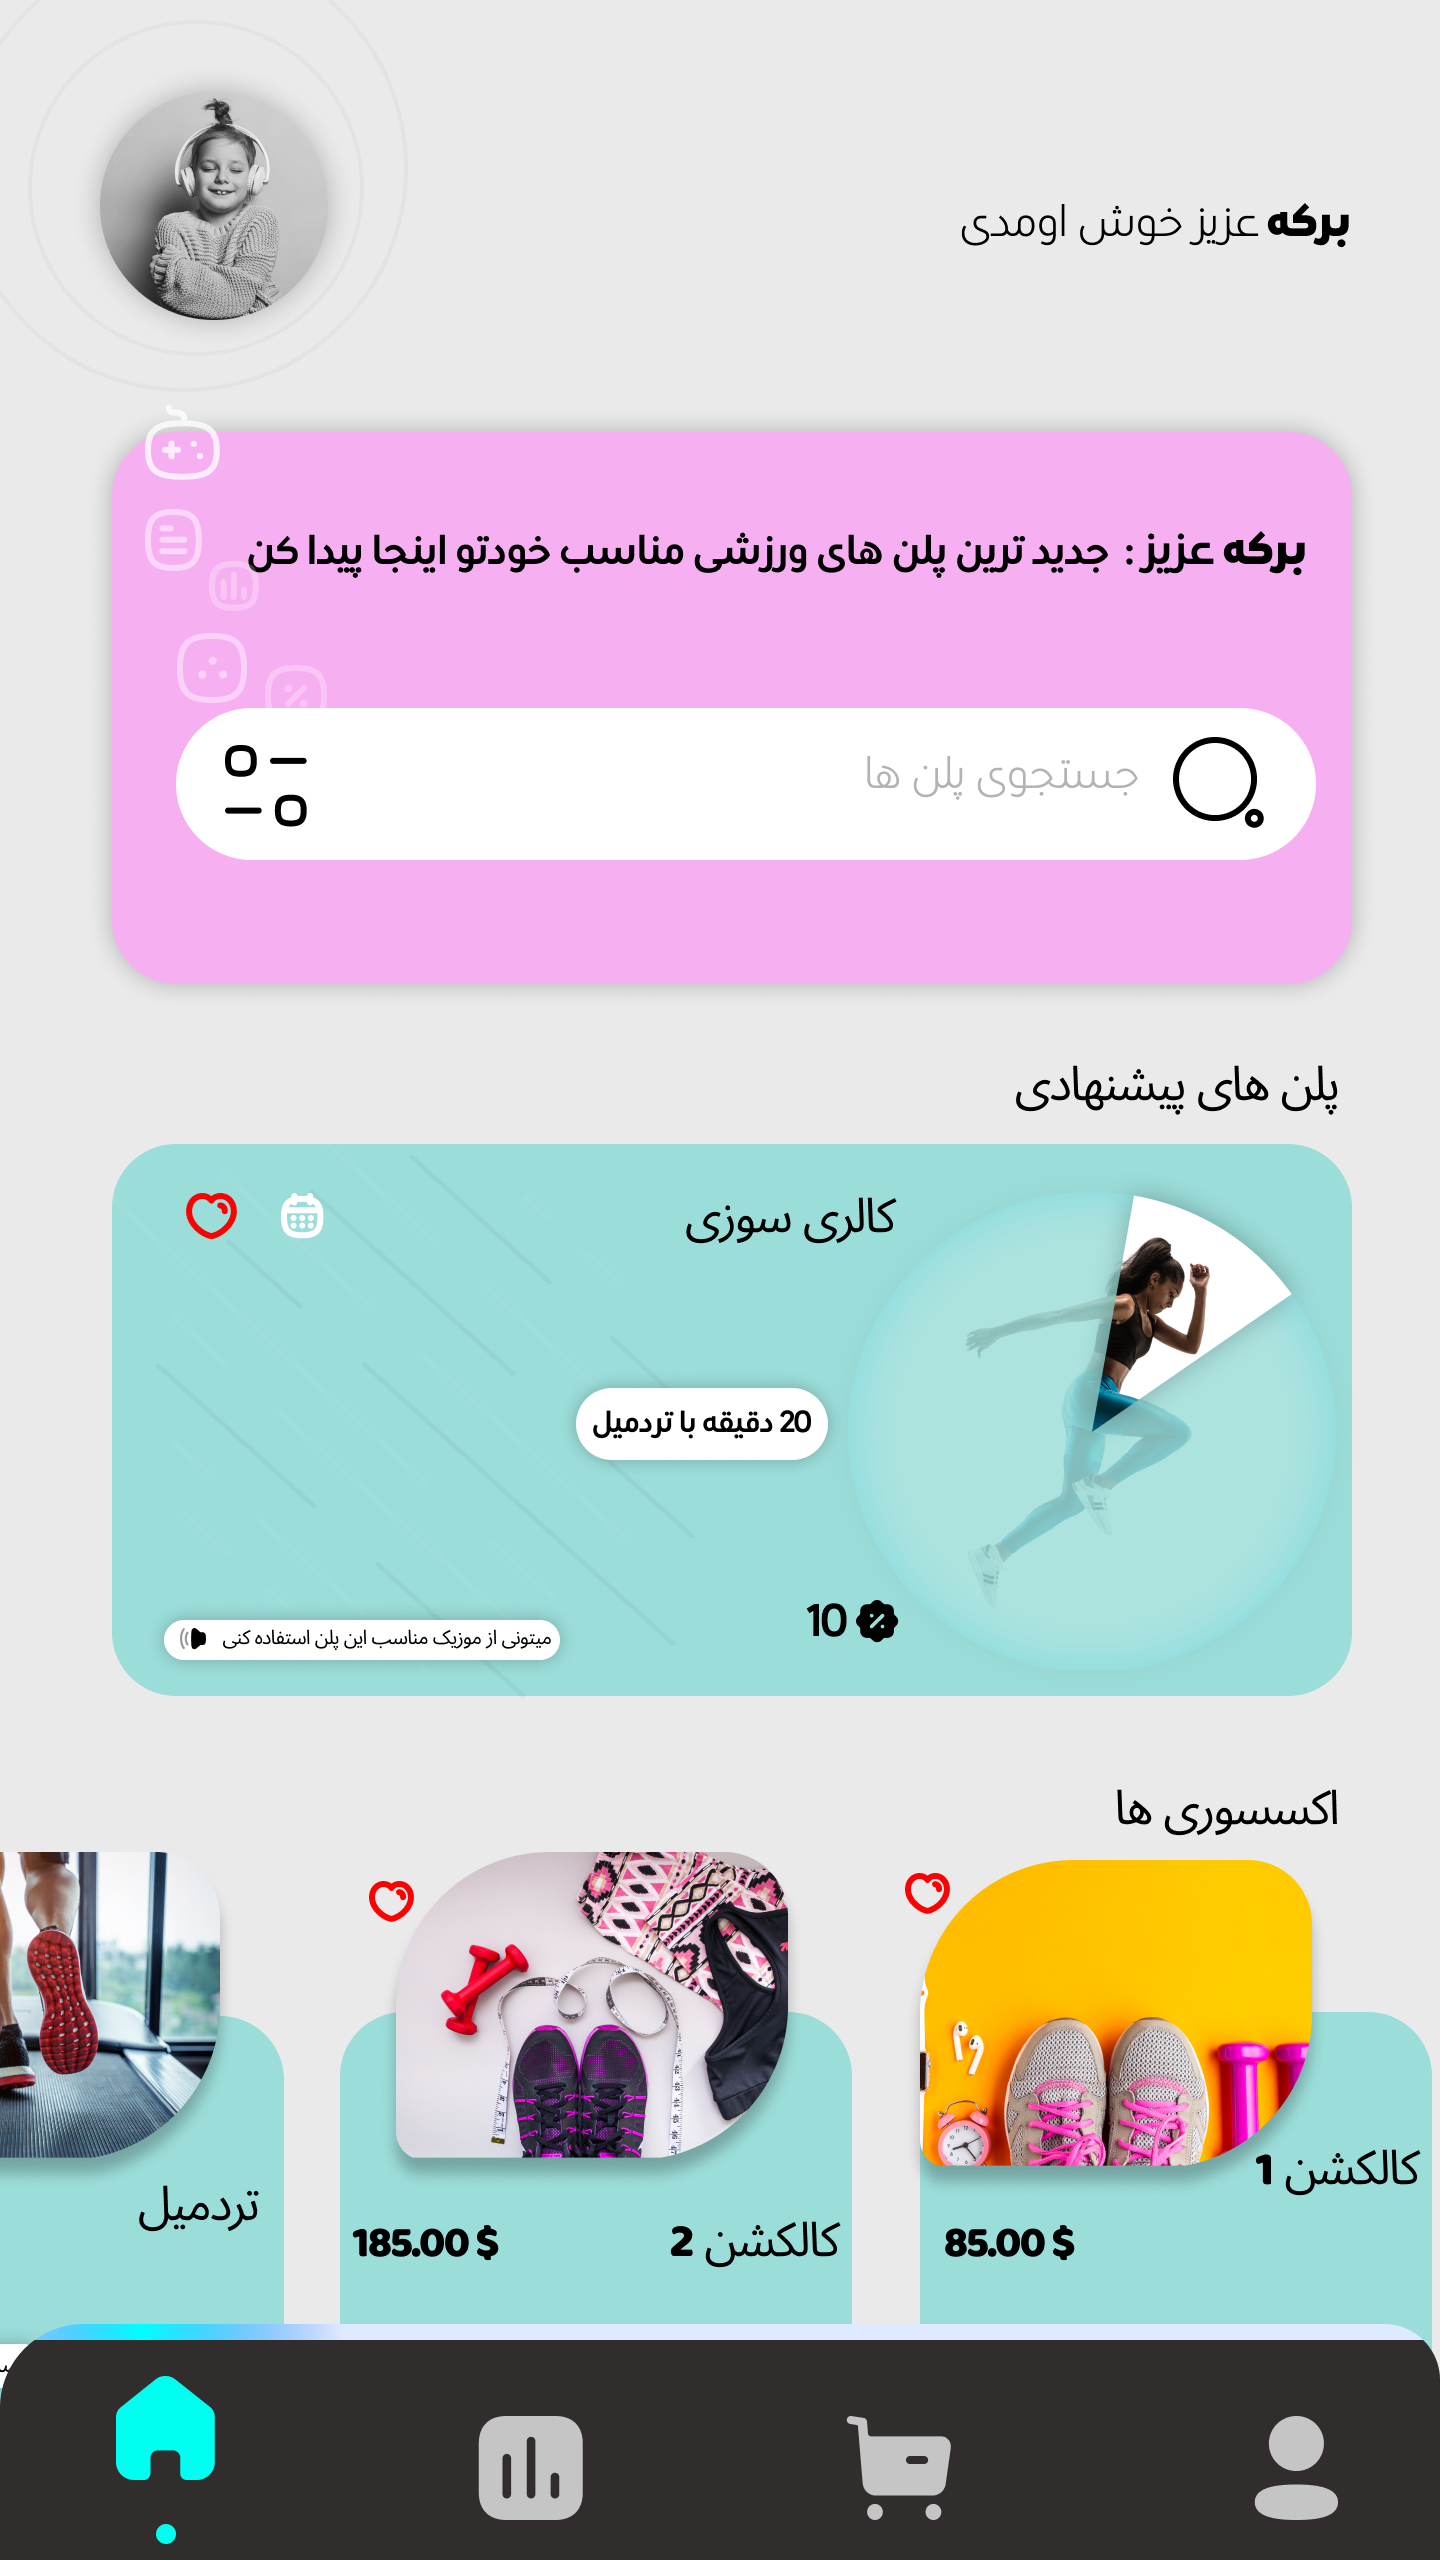 برکه عزیز خوش اومدی
برکه عزیز : جدید ترین پلن های ورزشی مناسب خودتو اینجا پیدا کن
جستجوی پلن ها
پلن های پیشنهادی
کالری سوزی
20 دقیقه با تردمیل
10
میتونی از موزیک مناسب این پلن استفاده کنی
اکسسوری ها
کالکشن 1
85.00 $
کالکشن 2
185.00 $
تردمیل